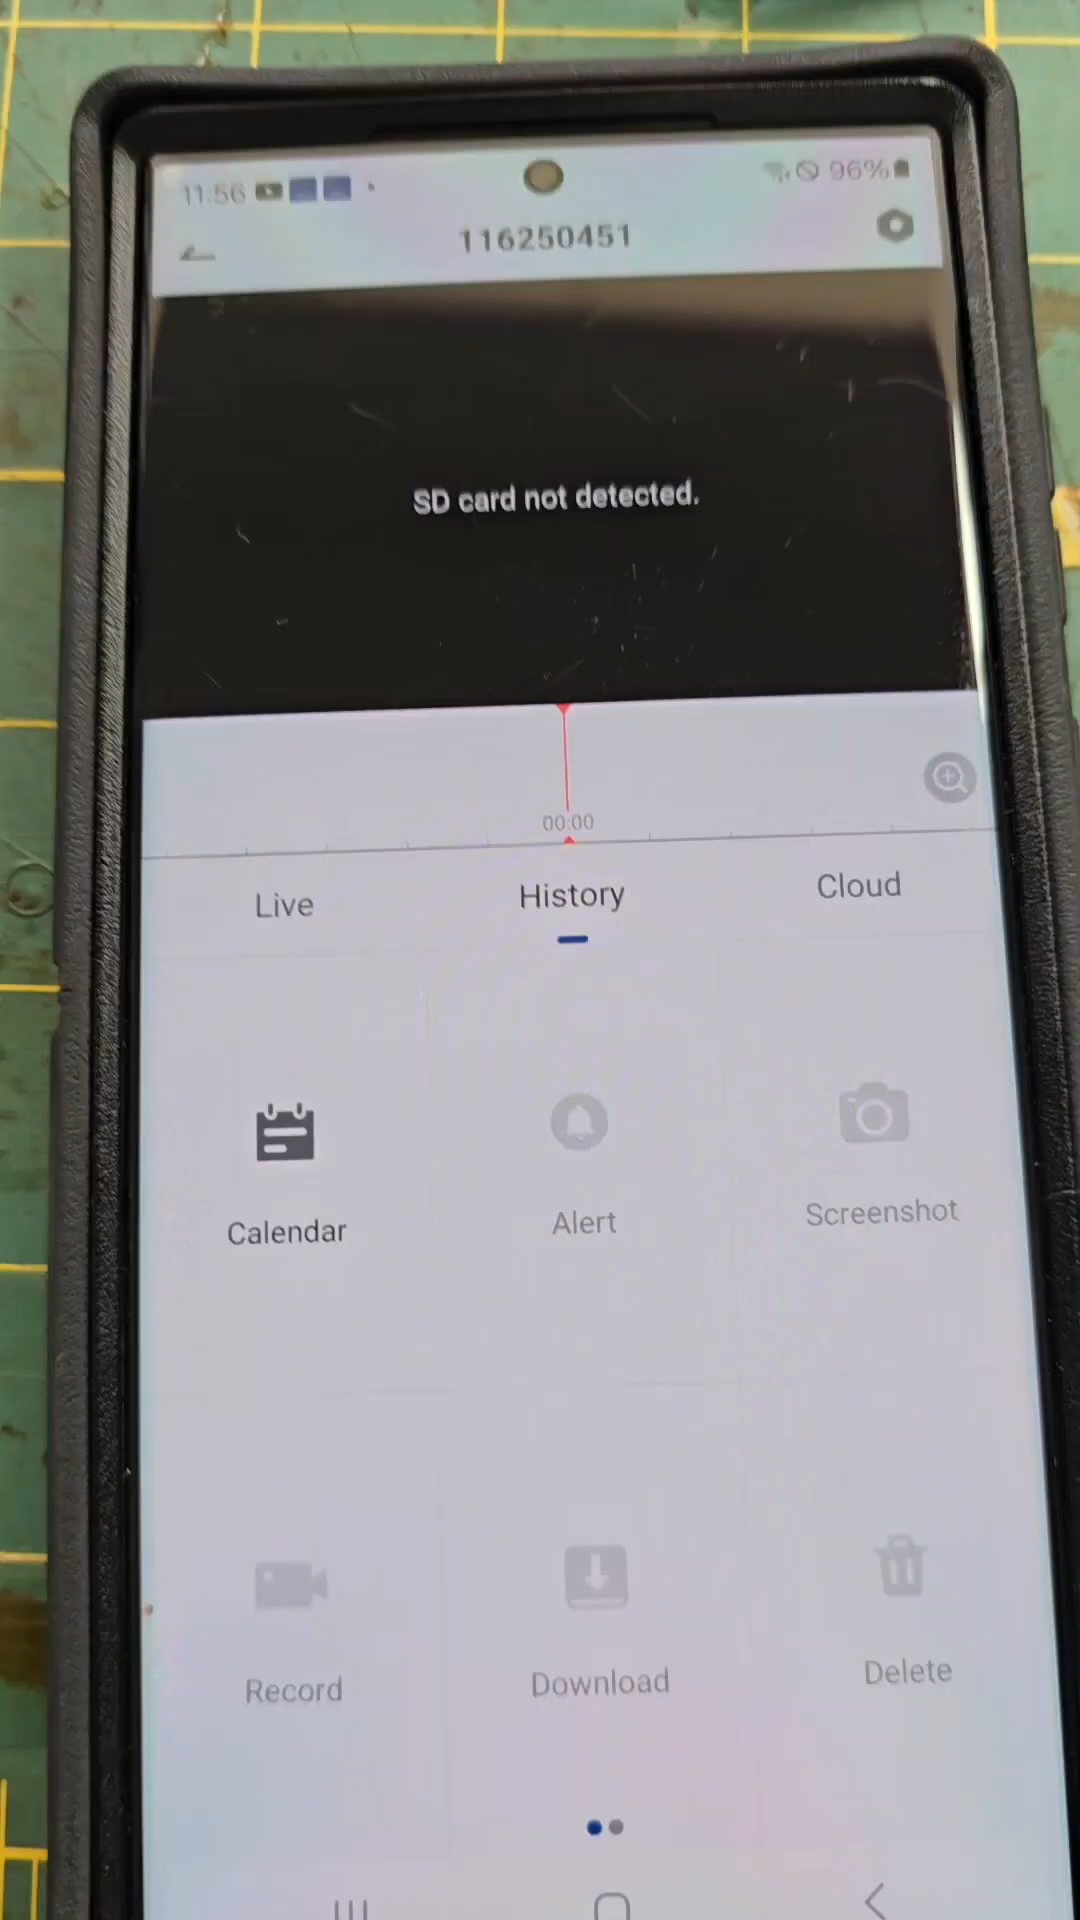 11:56
96%
116250451
SD card not detected.
00:00
Live
History
Cloud
Calendar
Alert
Screenshot
Record
Download
Delete